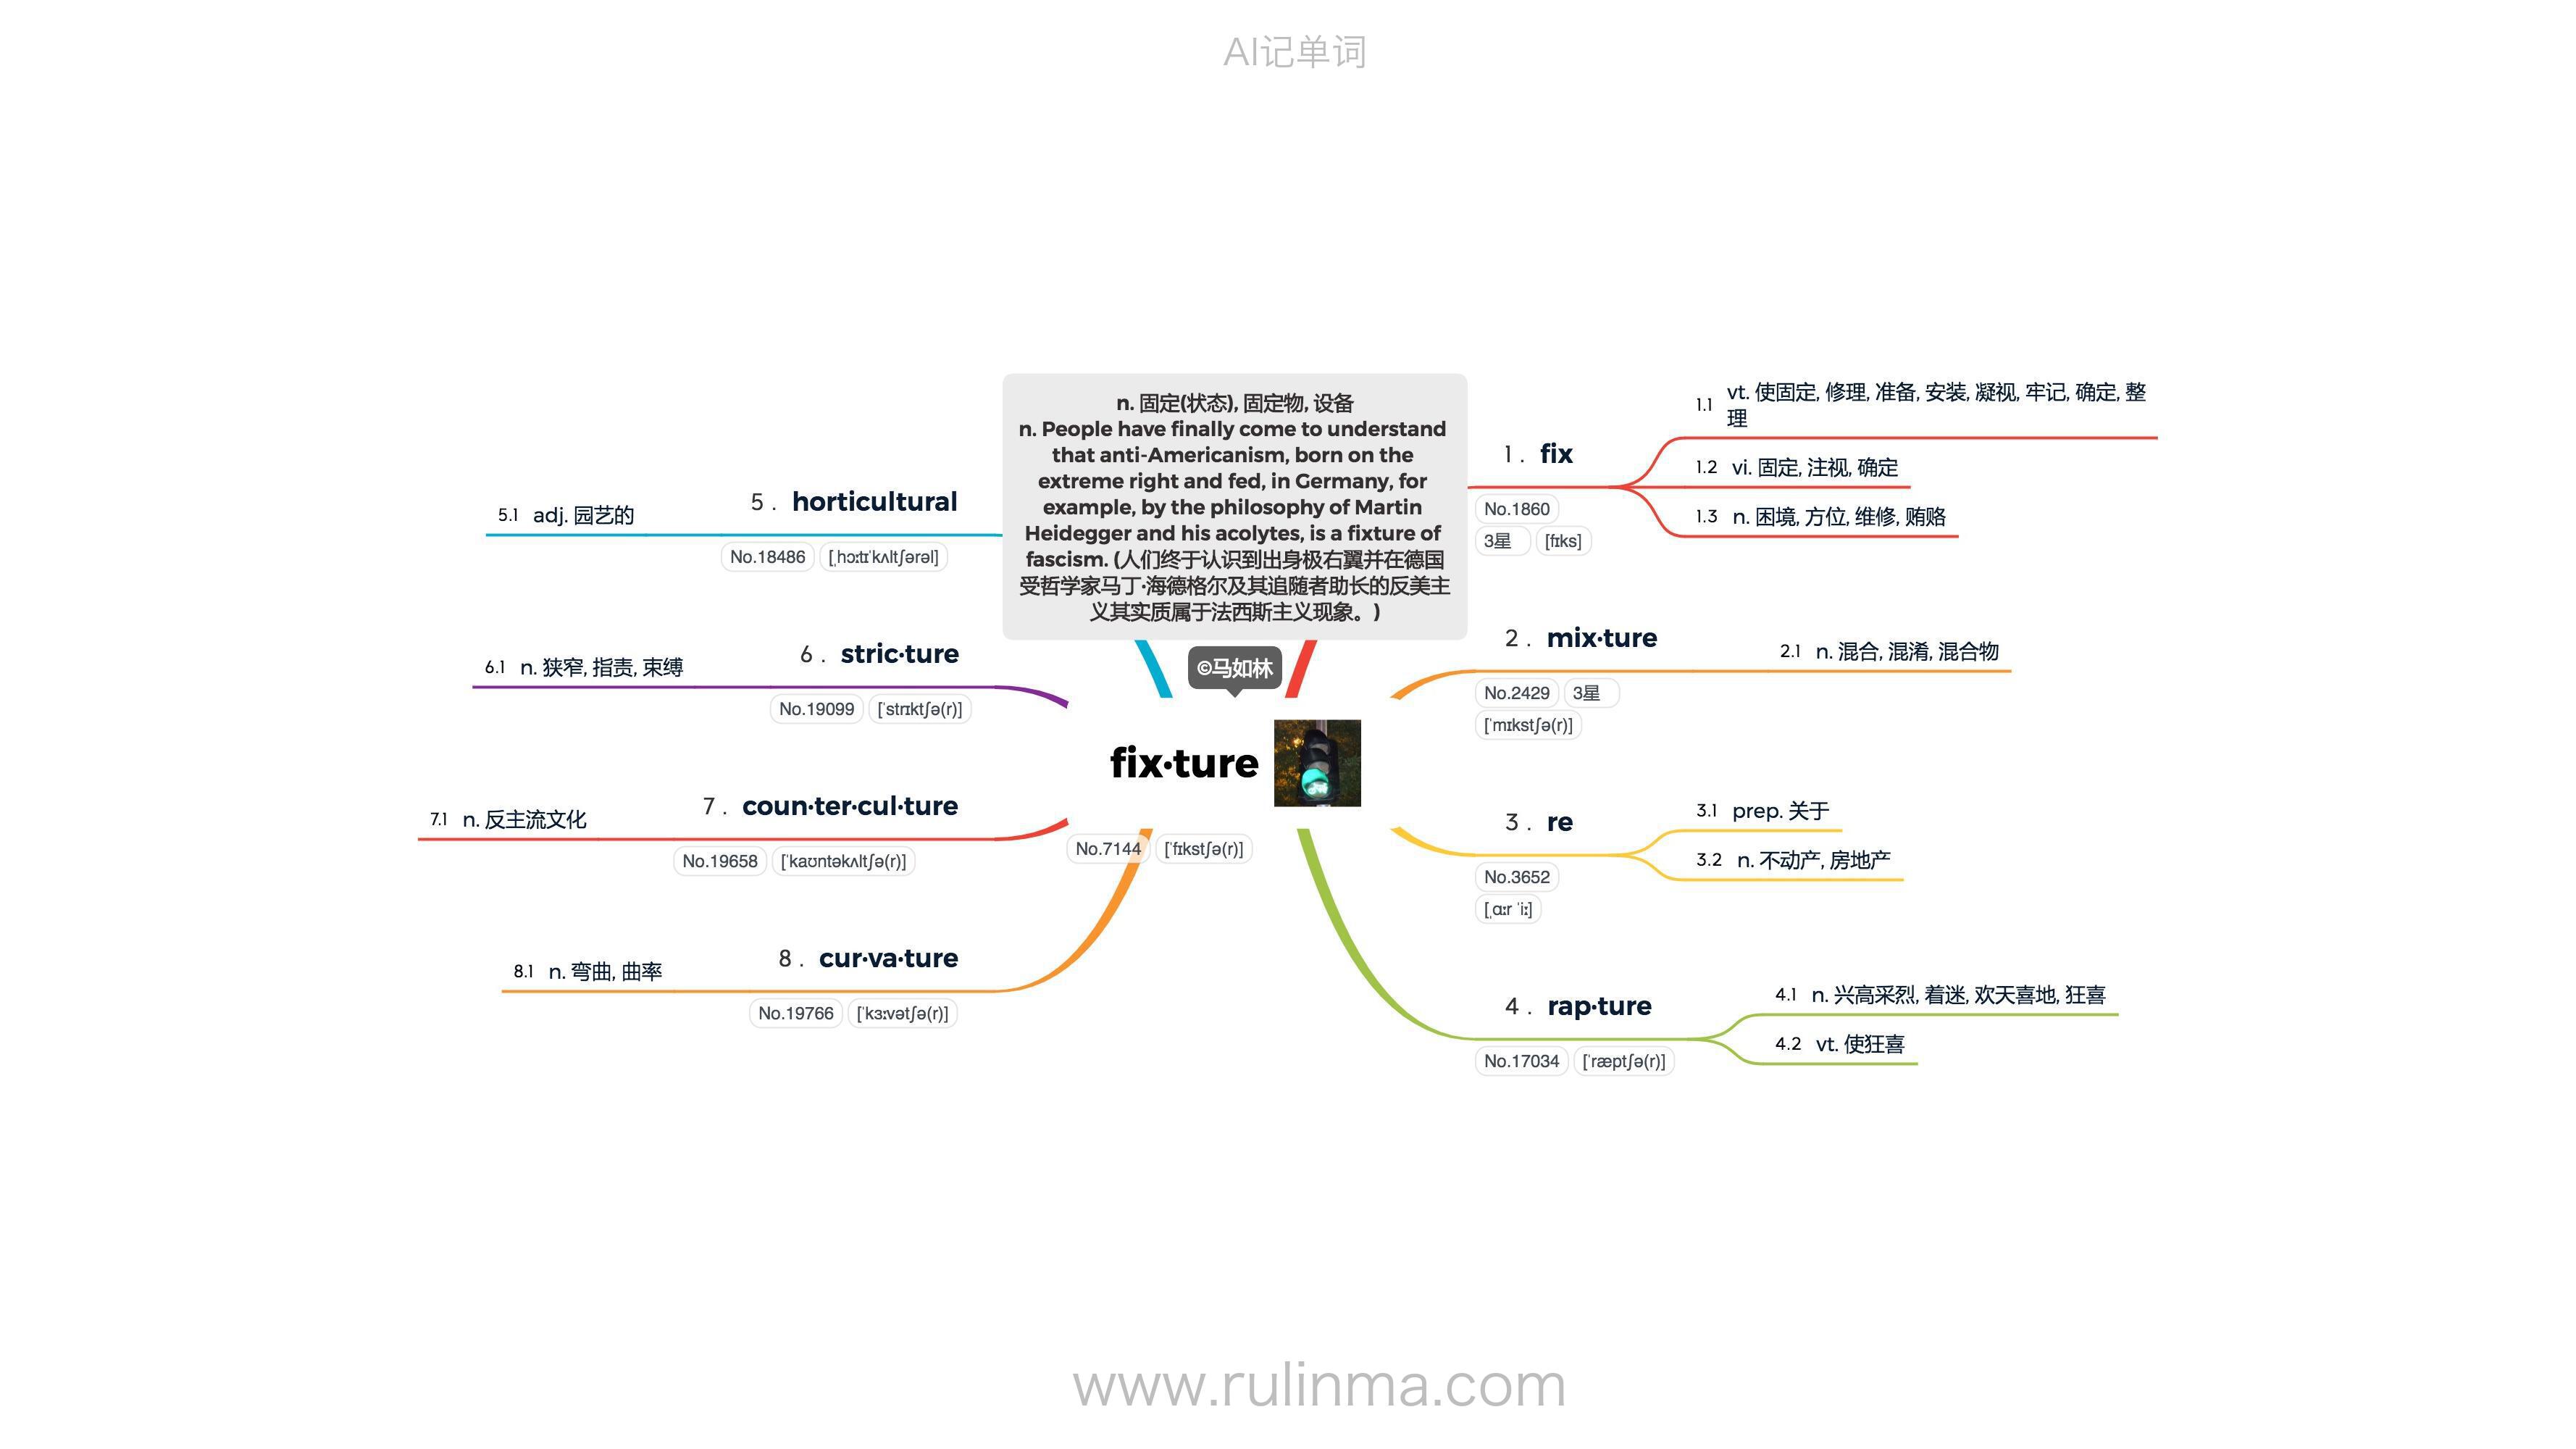 AI记单词
n. 固定(状态), 固定物, 设备
n. People have finally come to understand
that anti-Americanism, born on the
extreme right and fed, in Germany, for
example, by the philosophy of Martin
Heidegger and his acolytes, is a fixture of
fascism. (人们终于认识到出身极右翼并在德国
受哲学家马丁·海德格尔及其追随者助长的反美主
义其实质属于法西斯主义现象。)
©马如林
fix·ture
No.7144 [ˈfɪkstʃə(r)]
1 . fix
No.1860
3星 [fɪks]
1.1 vt. 使固定, 修理, 准备, 安装, 凝视, 牢记, 确定, 整
理
1.2 vi. 固定, 注视, 确定
1.3 n. 困境, 方位, 维修, 贿赂
2 . mix·ture
No.2429 3星
[ˈmɪkstʃə(r)]
2.1 n. 混合, 混淆, 混合物
3 . re
No.3652
[ˌɑːr ˈiː]
3.1 prep. 关于
3.2 n. 不动产, 房地产
4 . rap·ture
No.17034 [ˈræptʃə(r)]
4.1 n. 兴高采烈, 着迷, 欢天喜地, 狂喜
4.2 vt. 使狂喜
5 . horticultural
No.18486 [ˌhɔːtɪˈkʌltʃərəl]
5.1 adj. 园艺的
6 . stric·ture
No.19099 [ˈstrɪktʃə(r)]
6.1 n. 狭窄, 指责, 束缚
7 . coun·ter·cul·ture
No.19658 [ˈkaʊntəkʌltʃə(r)]
7.1 n. 反主流文化
8 . cur·va·ture
No.19766 [ˈkɜːvətʃə(r)]
8.1 n. 弯曲, 曲率
www.rulinma.com